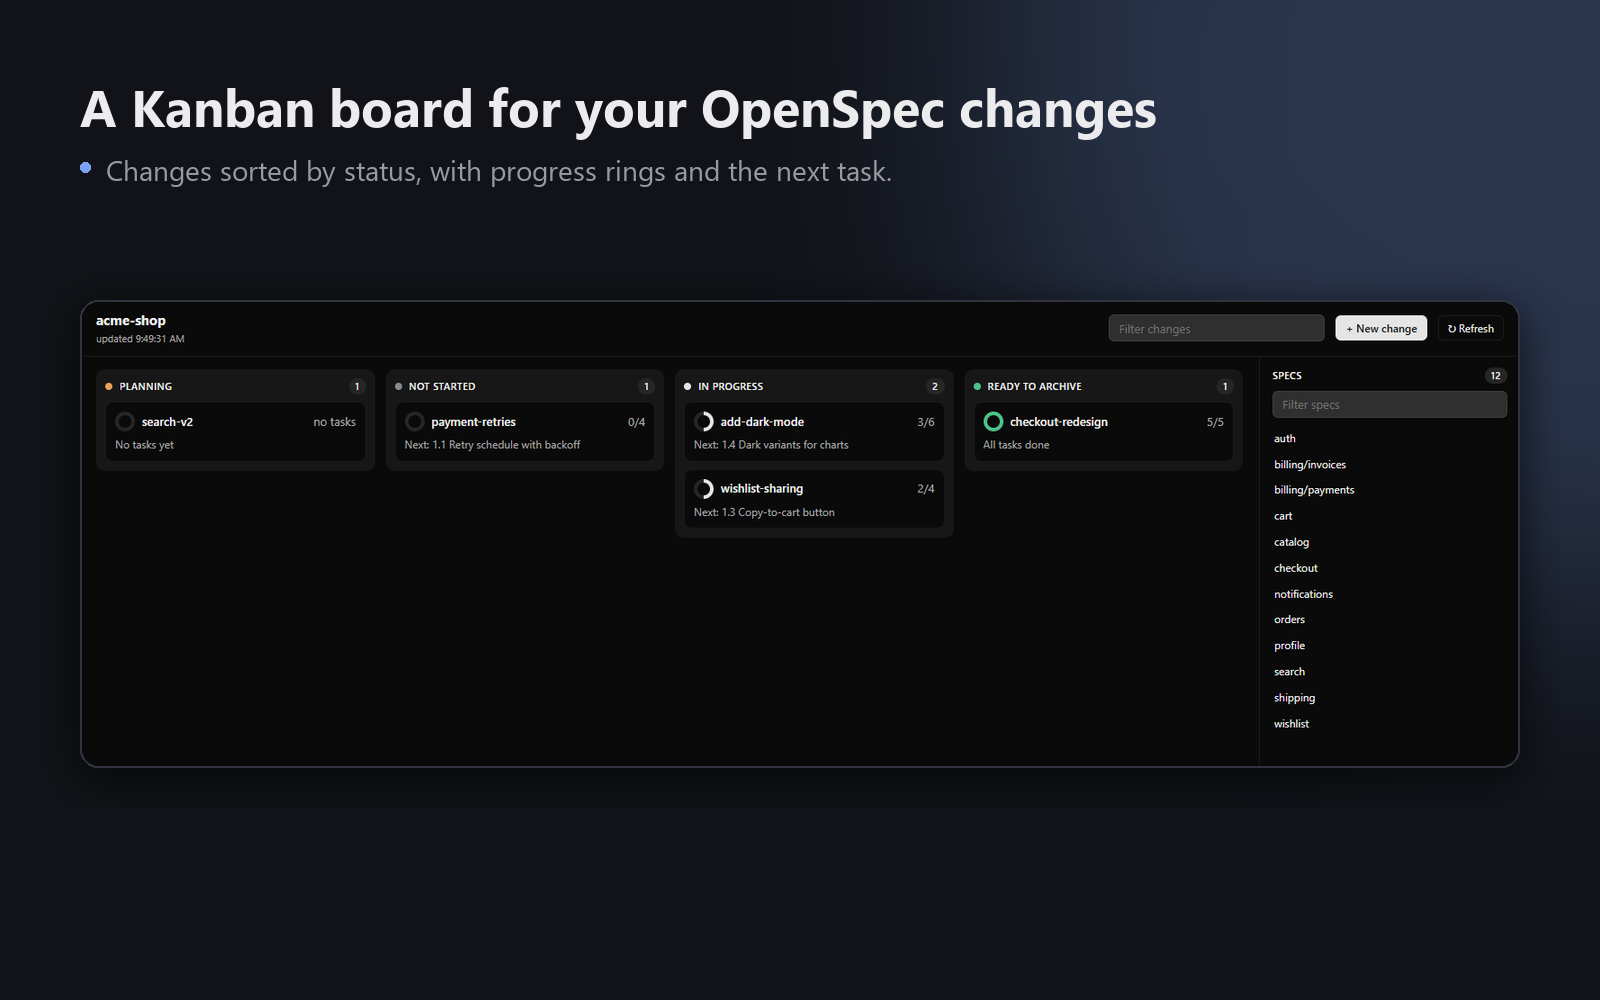 A Kanban board for your OpenSpec changes
Changes sorted by status, with progress rings and the next task.
acme-shop
updated 9:49:31 AM
Filter changes
+ New change
↻ Refresh
PLANNING 1
search-v2 no tasks
No tasks yet
NOT STARTED 1
payment-retries 0/4
Next: 1.1 Retry schedule with backoff
IN PROGRESS 2
add-dark-mode 3/6
Next: 1.4 Dark variants for charts
wishlist-sharing 2/4
Next: 1.3 Copy-to-cart button
READY TO ARCHIVE 1
checkout-redesign 5/5
All tasks done
SPECS 12
Filter specs
auth
billing/invoices
billing/payments
cart
catalog
checkout
notifications
orders
profile
search
shipping
wishlist